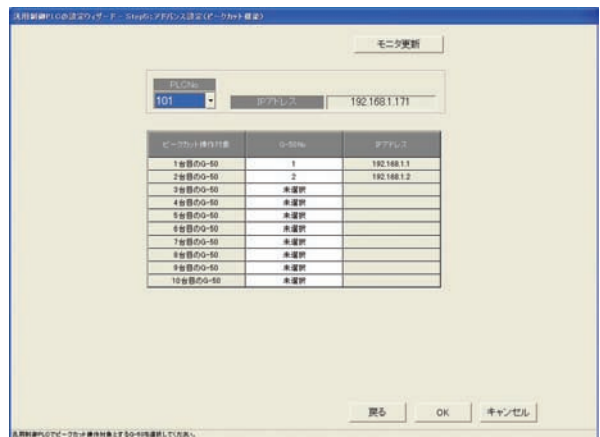 汎用制御PLCの設定ウィザード - Step5:アドバンス設定(ピークカット機能)
モニタ更新
PLCNo
101
IPアドレス
192.168.1.171
ピークカット操作対象 G-50No IPアドレス
1台目のG-50 1 192.168.1.1
2台目のG-50 2 192.168.1.2
3台目のG-50 未選択
4台目のG-50 未選択
5台目のG-50 未選択
6台目のG-50 未選択
7台目のG-50 未選択
8台目のG-50 未選択
9台目のG-50 未選択
10台目のG-50 未選択
戻る OK キャンセル
汎用制御PLCでピークカット操作対象とするG-50を選択してください。